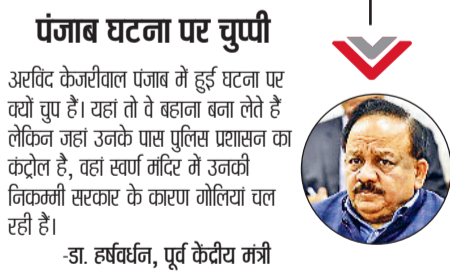 पंजाब घटना पर चुप्पी
अरविंद केजरीवाल पंजाब में हुई घटना पर
क्यों चुप हैं। यहां तो वे बहाना बना लेते हैं
लेकिन जहां उनके पास पुलिस प्रशासन का
कंट्रोल है, वहां स्वर्ण मंदिर में उनकी
निकम्मी सरकार के कारण गोलियां चल
रही हैं।
-डा. हर्षवर्धन, पूर्व केंद्रीय मंत्री